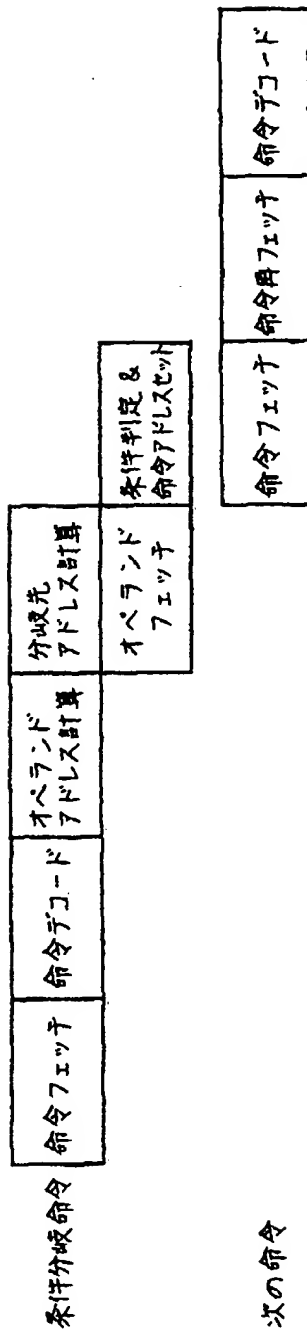 条件分岐命令
命令フェッチ
命令デコード
オペランド
アドレス計算
分岐先
アドレス計算
オペランド
フェッチ
条件判定 &
命令アドレスセット
次の命令
命令フェッチ
命令再フェッチ
命令デコード